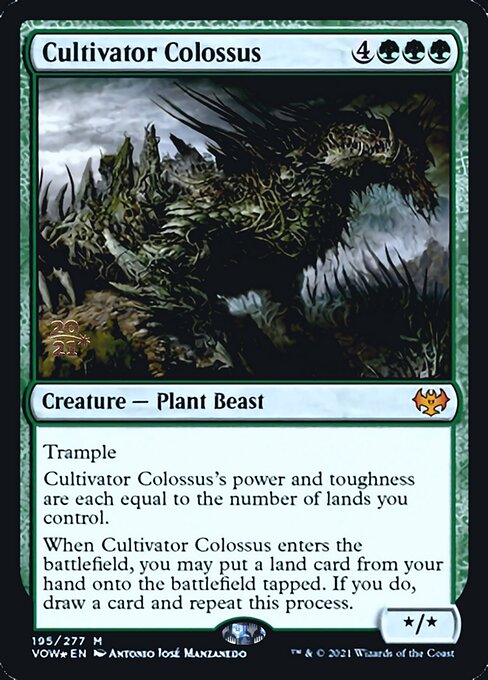 Cultivator Colossus 4
20
21
Creature — Plant Beast
Trample
Cultivator Colossus's power and toughness
are each equal to the number of lands you
control.
When Cultivator Colossus enters the
battlefield, you may put a land card from your
hand onto the battlefield tapped. If you do,
draw a card and repeat this process.
*/*
195/277 M
VOW★EN Antonio José Manzanedo ™ & © 2021 Wizards of the Coast